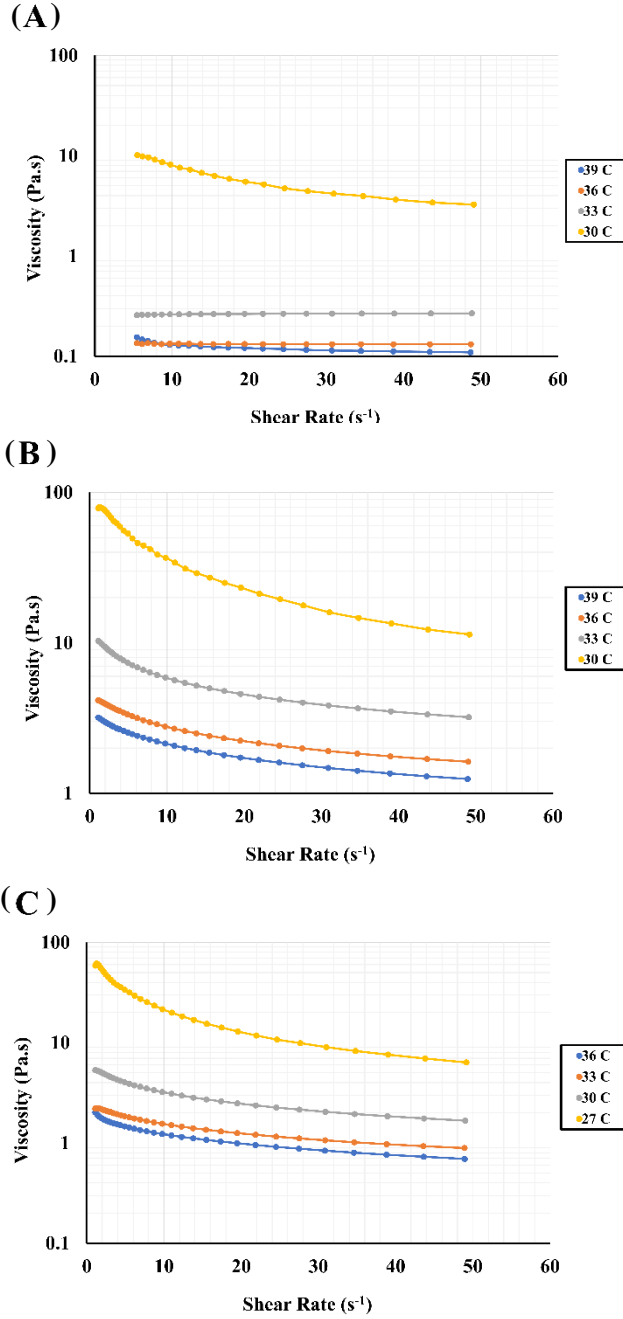 (A)
100
10
1
0.1
Viscosity (Pa.s)
0 10 20 30 40 50 60
Shear Rate (s-1)
39 C
36 C
33 C
30 C
(B)
100
10
1
Viscosity (Pa.s)
0 10 20 30 40 50 60
Shear Rate (s-1)
39 C
36 C
33 C
30 C
(C)
100
10
1
0.1
Viscosity (Pa.s)
0 10 20 30 40 50 60
Shear Rate (s-1)
36 C
33 C
30 C
27 C